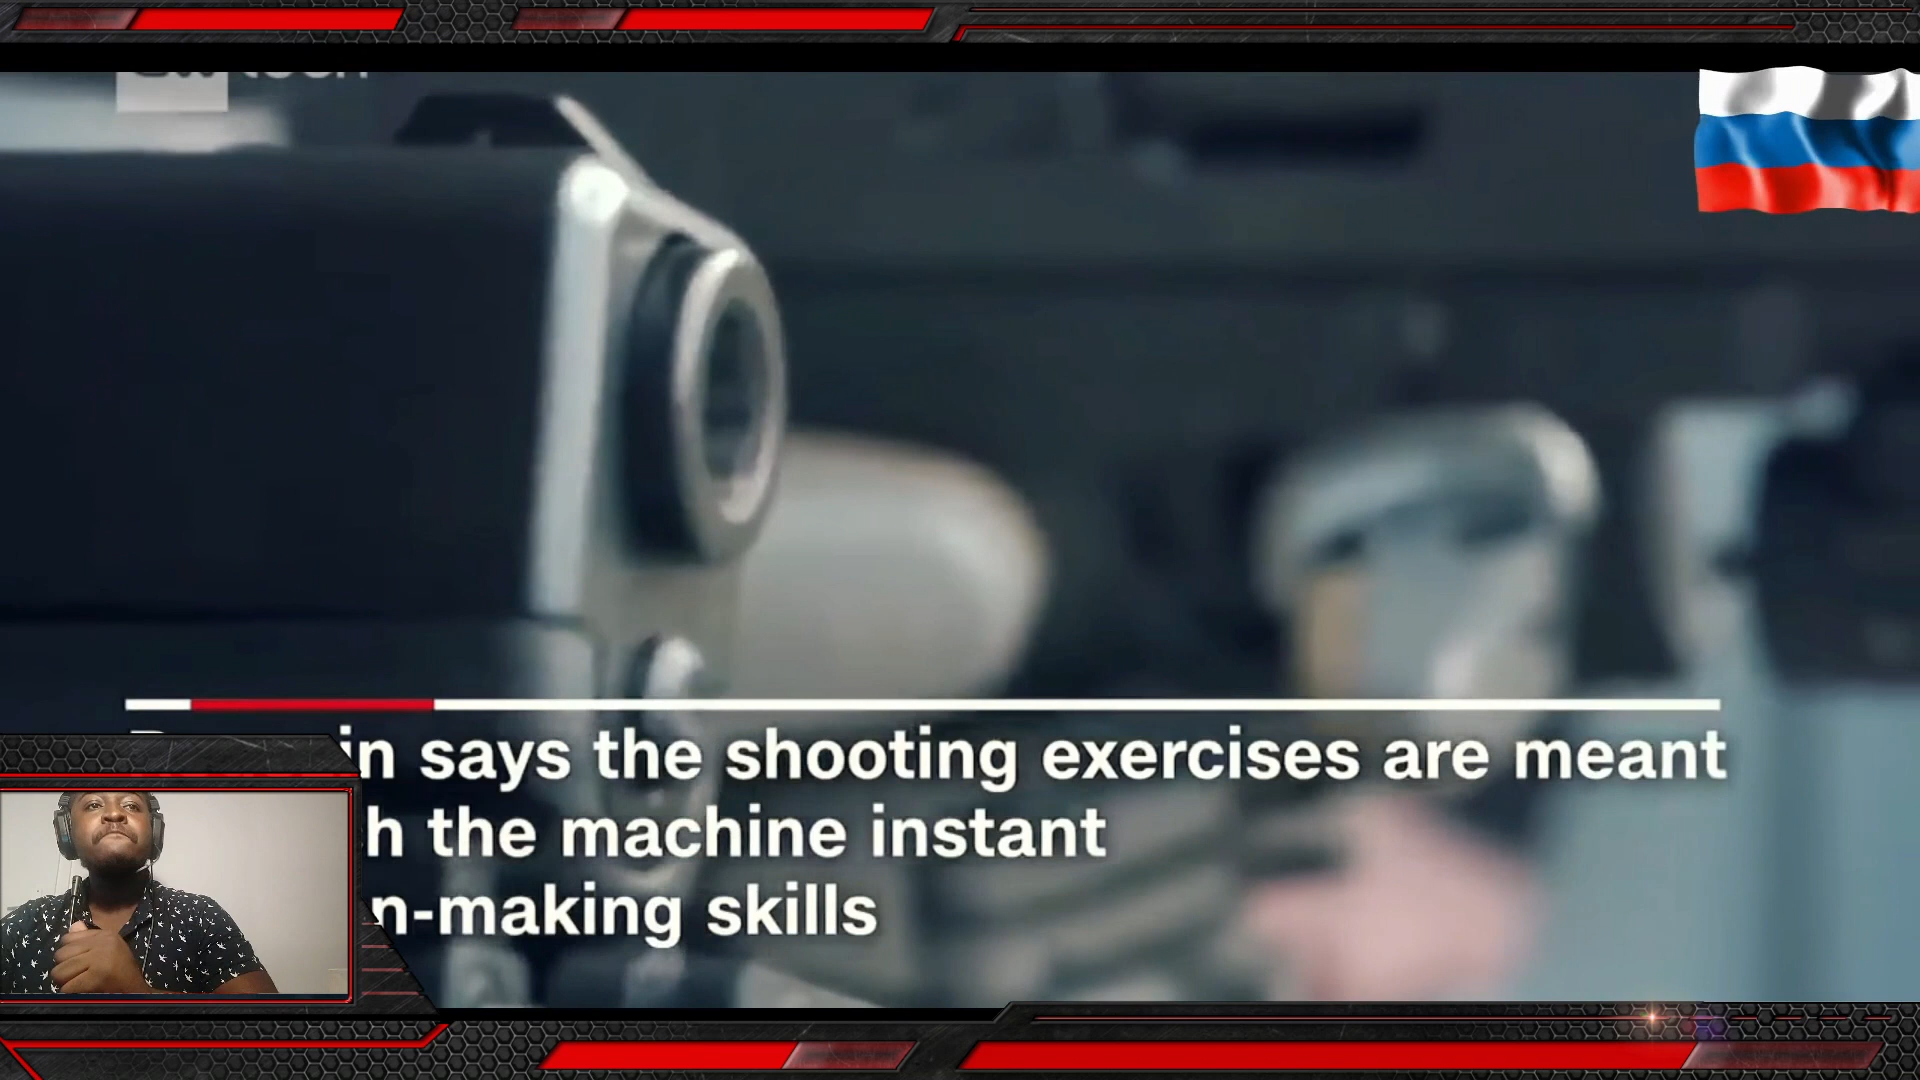 in says the shooting exercises are meant
h the machine instant
n-making skills